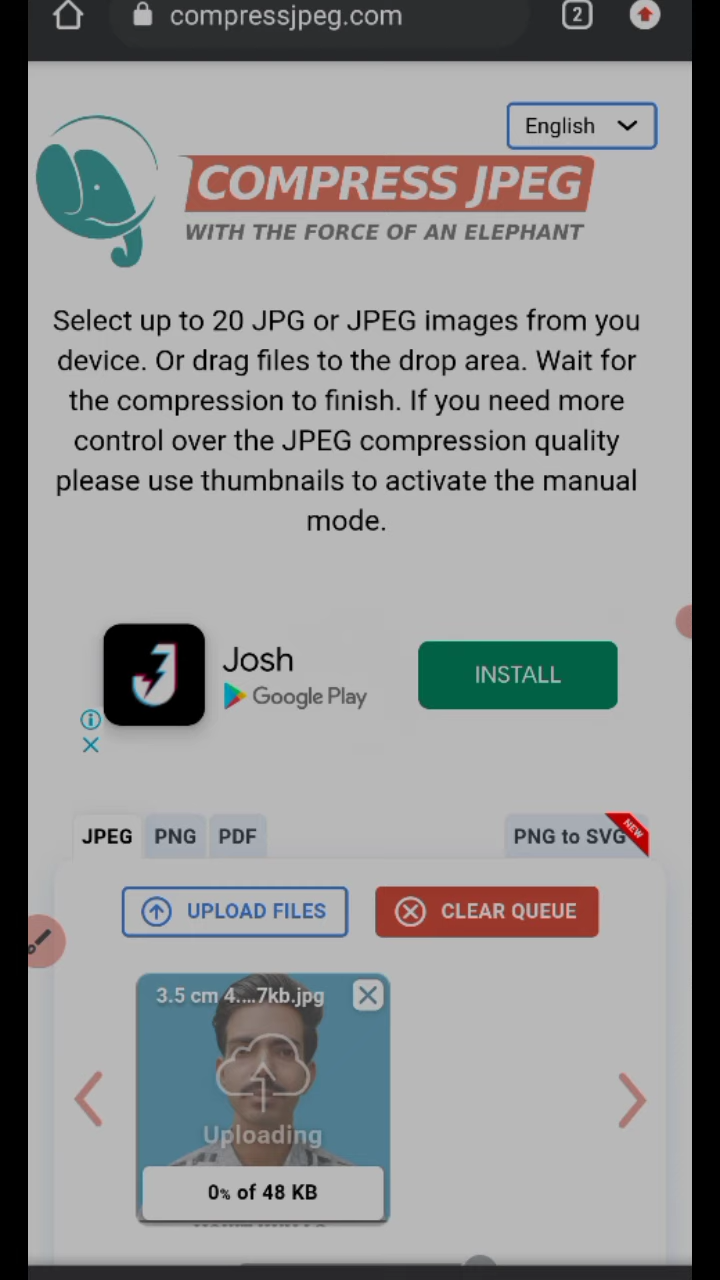 compressjpeg.com
2
English
COMPRESS JPEG
WITH THE FORCE OF AN ELEPHANT
Select up to 20 JPG or JPEG images from you
device. Or drag files to the drop area. Wait for
the compression to finish. If you need more
control over the JPEG compression quality
please use thumbnails to activate the manual
mode.
Josh
Google Play
INSTALL
JPEG PNG PDF PNG to SVG NEW
UPLOAD FILES CLEAR QUEUE
3.5 cm 4....7kb.jpg
Uploading
0% of 48 KB